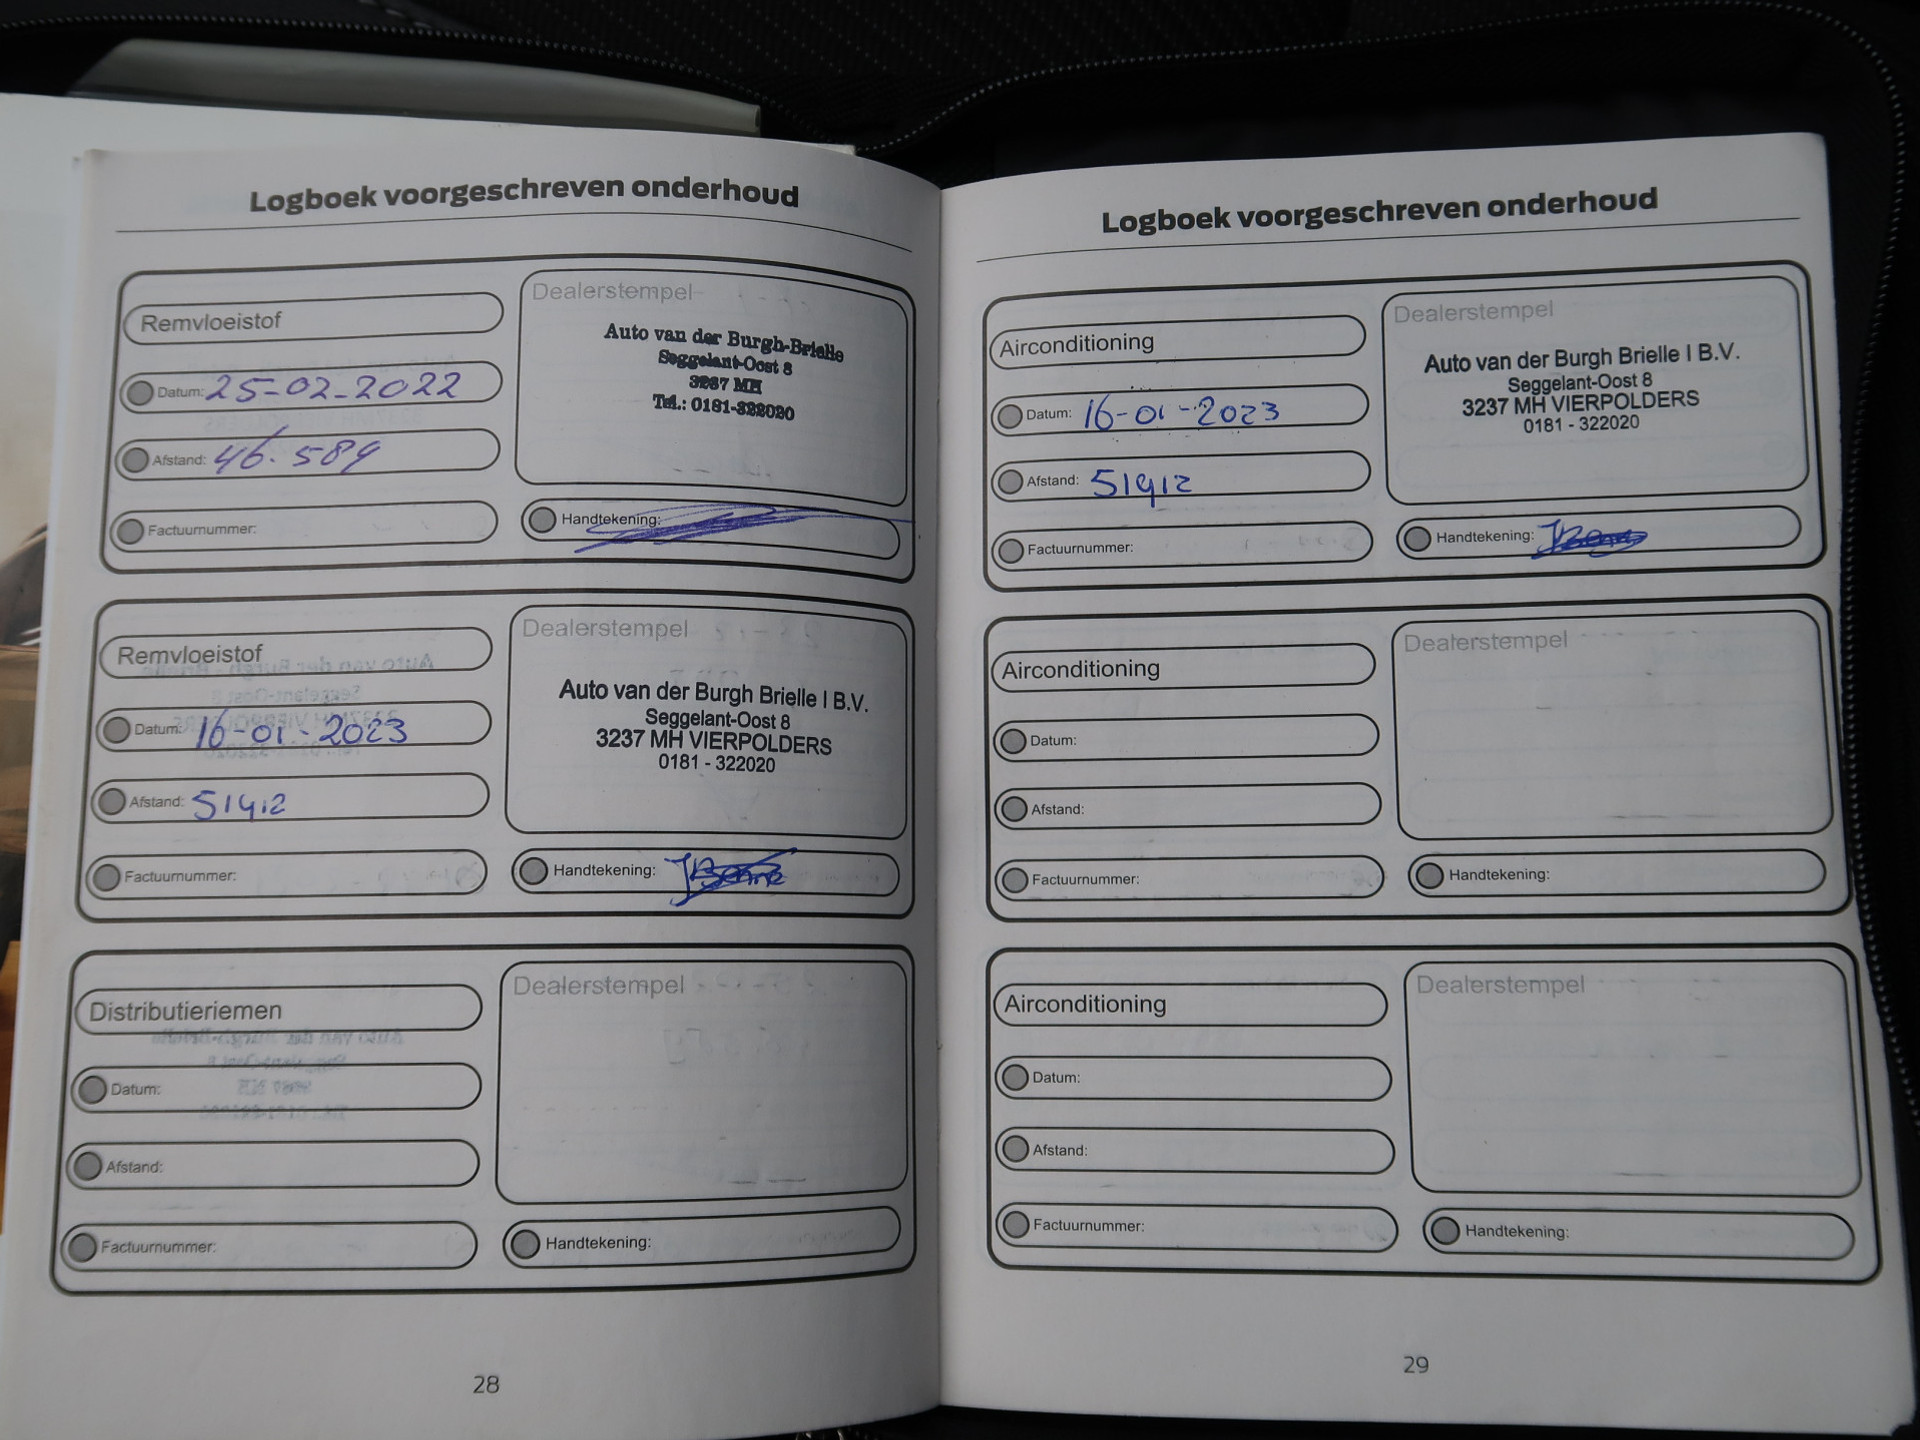 Logboek voorgeschreven onderhoud
Remvloeistof
Datum: 25-02-2022
Afstand: 46.589
Factuurnummer:
Dealerstempel
Auto van der Burgh-Brielle
Seggelant-Oost 8
3237 MH
Tel.: 0181-322020
Handtekening:
Remvloeistof
Datum: 16-01-2023
Afstand: 51912
Factuurnummer:
Dealerstempel
Auto van der Burgh Brielle I B.V.
Seggelant-Oost 8
3237 MH VIERPOLDERS
0181 - 322020
Handtekening:
Distributieriemen
Datum:
Afstand:
Factuurnummer:
Dealerstempel
Handtekening:
28
Logboek voorgeschreven onderhoud
Airconditioning
Datum: 16-01-2023
Afstand: 51912
Factuurnummer:
Dealerstempel
Auto van der Burgh Brielle I B.V.
Seggelant-Oost 8
3237 MH VIERPOLDERS
0181 - 322020
Handtekening:
Airconditioning
Datum:
Afstand:
Factuurnummer:
Dealerstempel
Handtekening:
Airconditioning
Datum:
Afstand:
Factuurnummer:
Dealerstempel
Handtekening:
29